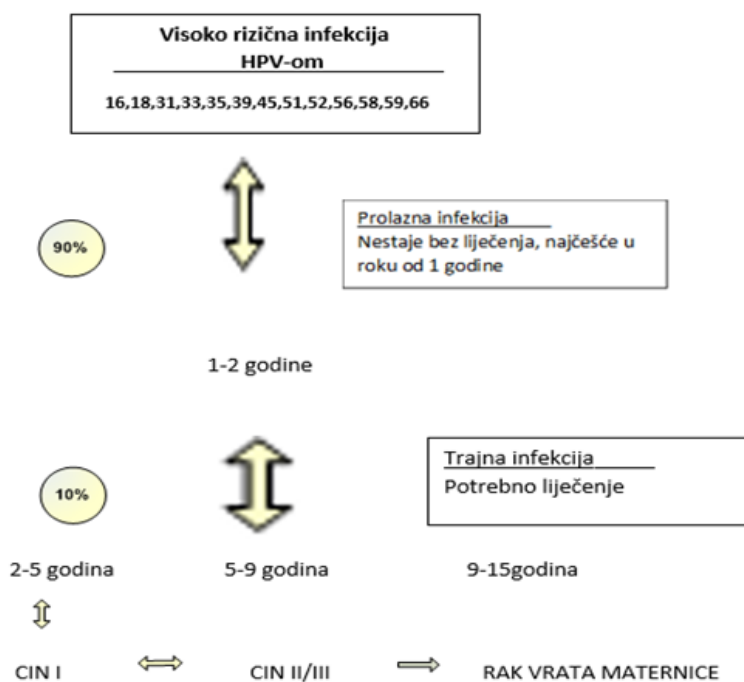 Visoko rizična infekcija
HPV-om
16,18,31,33,35,39,45,51,52,56,58,59,66
90%
Prolazna infekcija
Nestaje bez liječenja, najčešće u
roku od 1 godine
1-2 godine
10%
Trajna infekcija
Potrebno liječenje
2-5 godina 5-9 godina 9-15godina
CIN I CIN II/III RAK VRATA MATERNICE